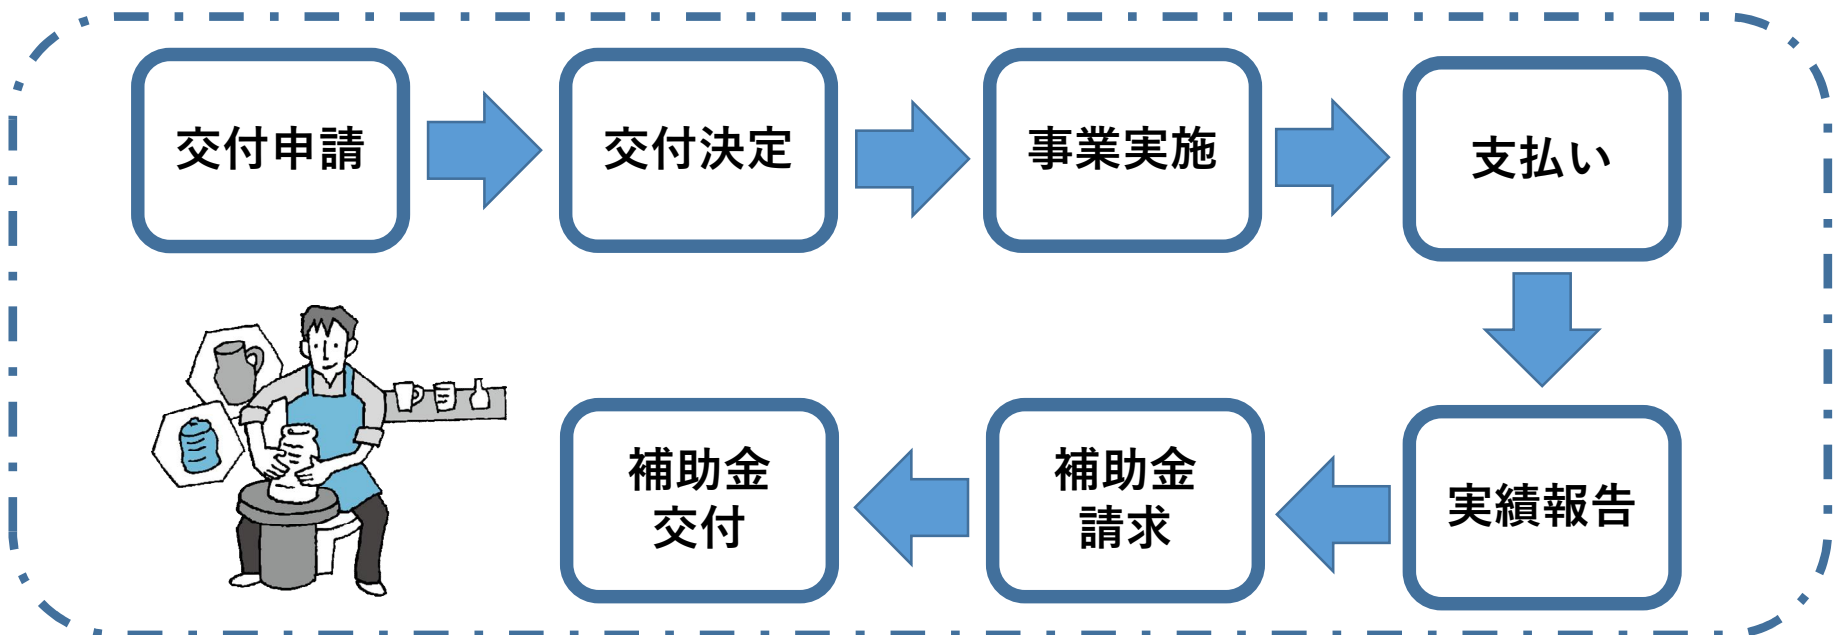 交付申請
交付決定
事業実施
支払い
実績報告
補助金
請求
補助金
交付